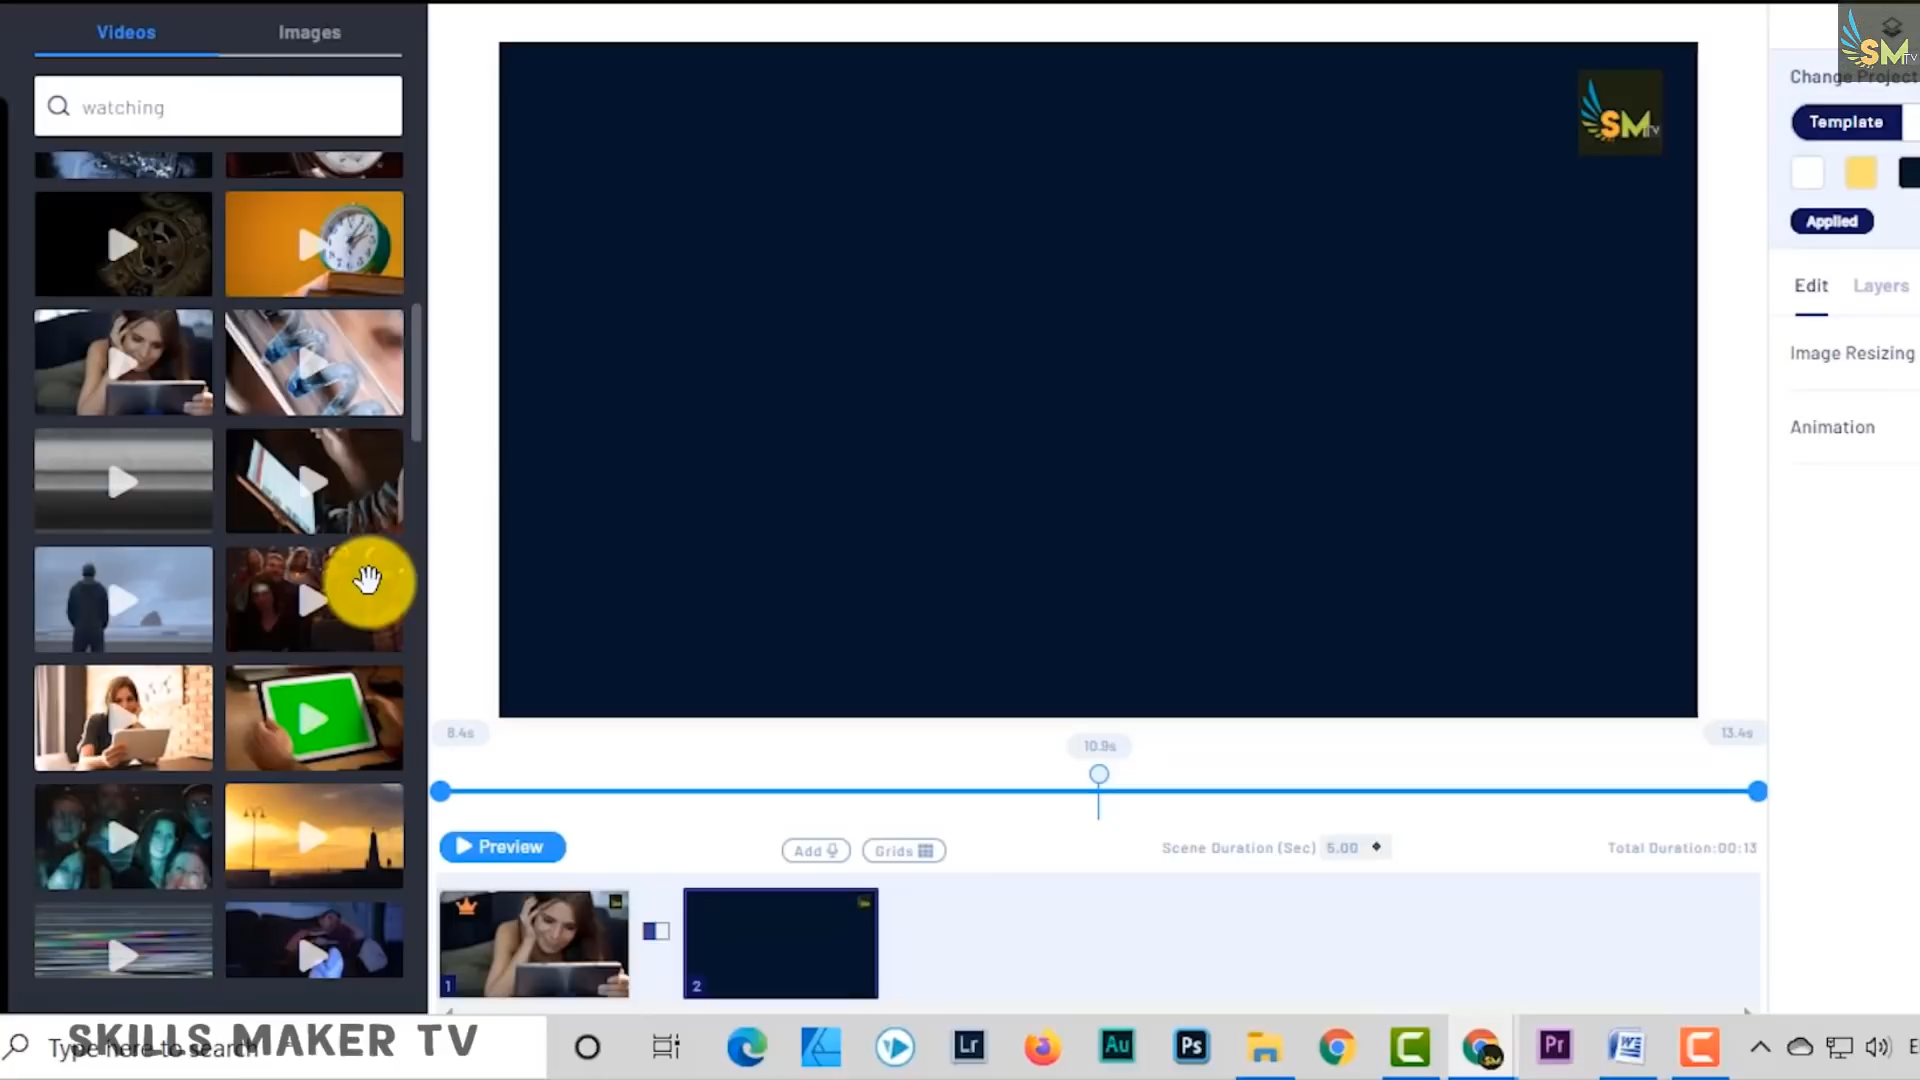 Videos
Images
watching
SM TV
SM TV
Change Project
Template
Applied
Edit
Layers
Image Resizing
Animation
8.4s
10.9s
13.4s
Preview
Add
Grids
Scene Duration (Sec)
5.00
Total Duration:00:13
1
2
SKILLS MAKER TV
Type here to search
Lr
Au
Ps
Pr